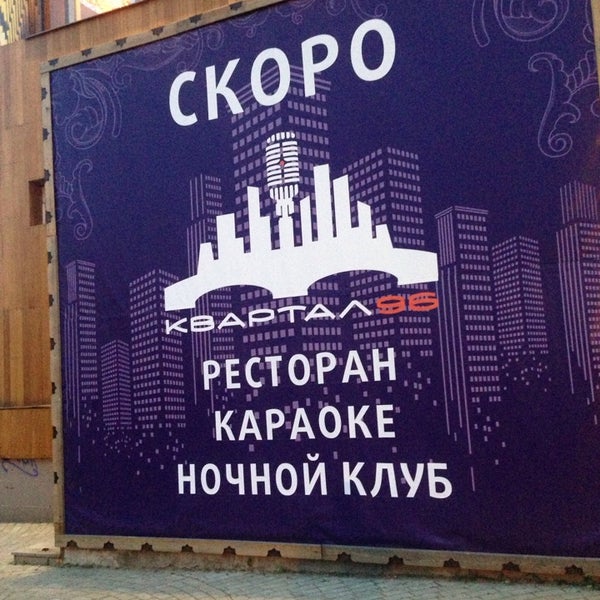 СКОРО
КВАРТАЛ 96
РЕСТОРАН
КАРАОКЕ
НОЧНОЙ КЛУБ